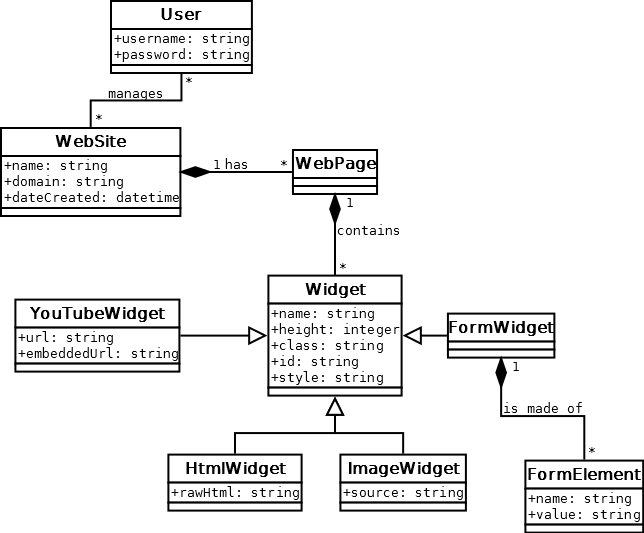 User
+username: string
+password: string
*
manages
*
WebSite
+name: string
+domain: string
+dateCreated: datetime
1 has
*
WebPage
1
contains
*
Widget
+name: string
+height: integer
+class: string
+id: string
+style: string
YouTubeWidget
+url: string
+embeddedUrl: string
FormWidget
1
is made of
*
HtmlWidget
+rawHtml: string
ImageWidget
+source: string
FormElement
+name: string
+value: string